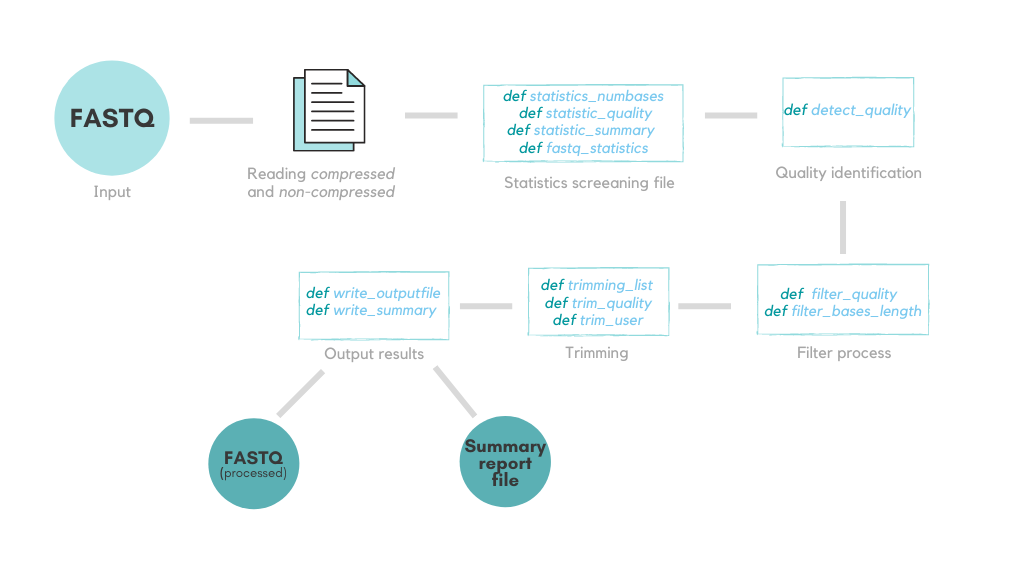 FASTQ
Input
Reading compressed
and non-compressed
def statistics_numbases
def statistic_quality
def statistic_summary
def fastq_statistics
Statistics screeaning file
def detect_quality
Quality identification
def filter_quality
def filter_bases_length
Filter process
def trimming_list
def trim_quality
def trim_user
Trimming
def write_outputfile
def write_summary
Output results
FASTQ
(processed)
Summary
report
file